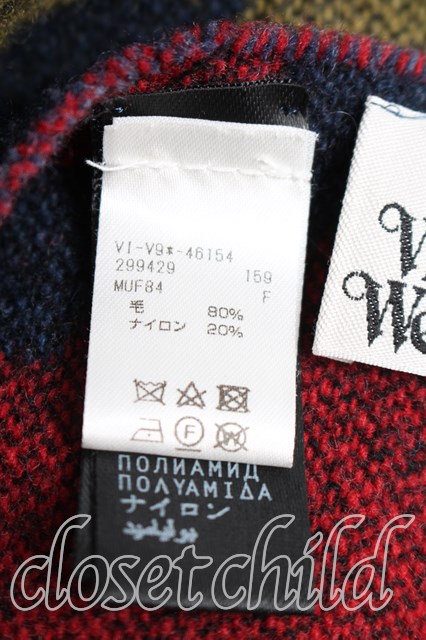 VI-V9*-46154
299429 159
MUF84 F
毛 80%
ナイロン 20%
F
W
ПОЛИАМИД
ΠΟΛΥΑΜΙΔΑ
ナイロン
closet child